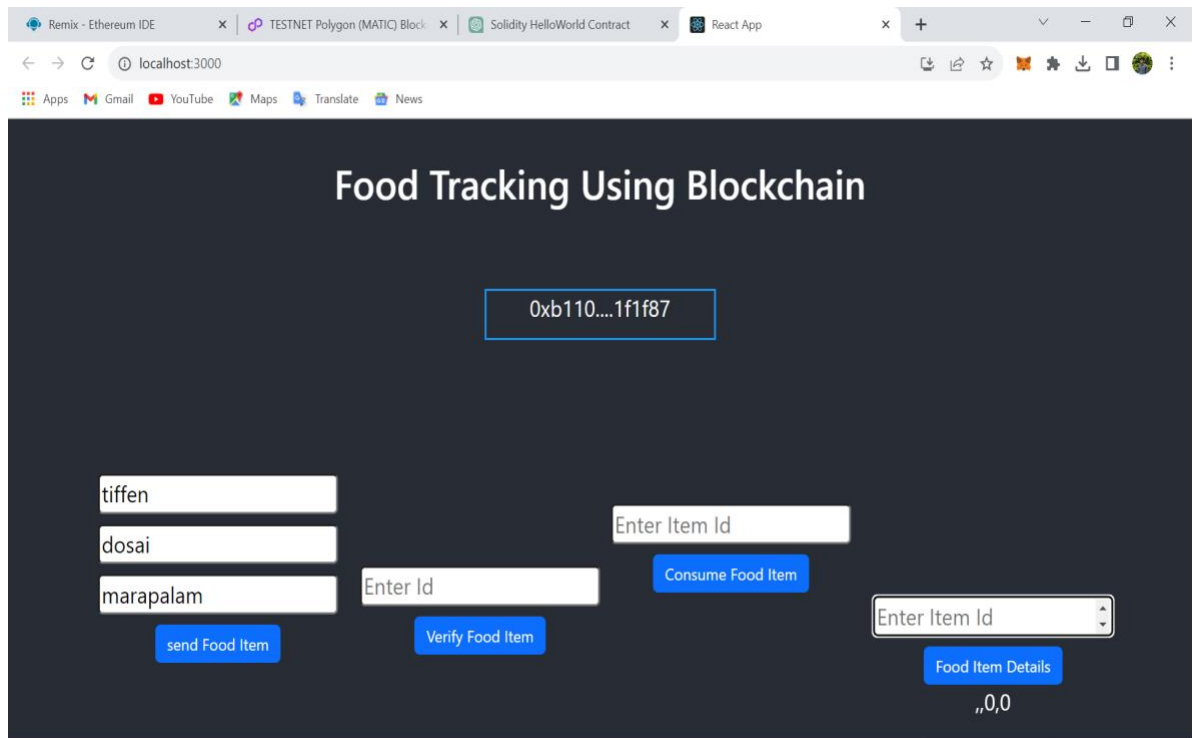 Remix - Ethereum IDE
TESTNET Polygon (MATIC) Block
Solidity HelloWorld Contract
React App
localhost:3000
Apps Gmail YouTube Maps Translate News
Food Tracking Using Blockchain
0xb110....1f1f87
tiffen
dosai
marapalam
send Food Item
Enter Id
Verify Food Item
Enter Item Id
Consume Food Item
Enter Item Id
Food Item Details
,,0,0